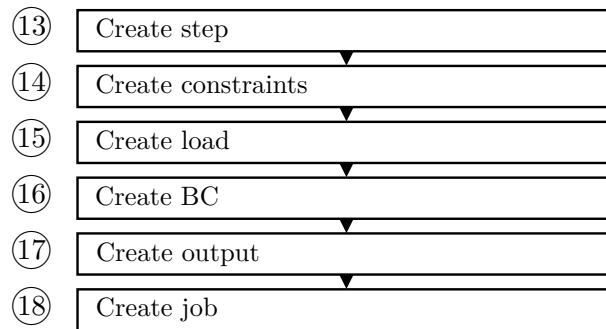 ⑬ Create step
⑭ Create constraints
⑮ Create load
⑯ Create BC
⑰ Create output
⑱ Create job